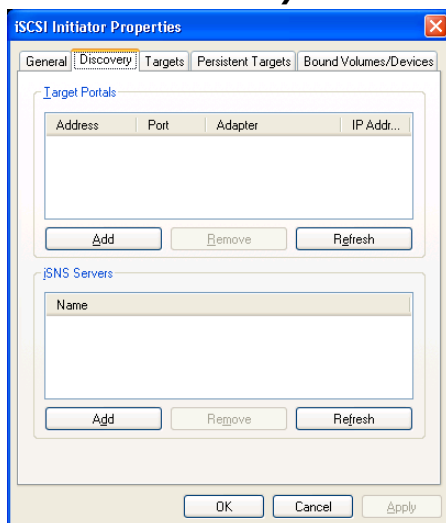 iSCSI Initiator Properties
General Discovery Targets Persistent Targets Bound Volumes/Devices
Target Portals
Address Port Adapter IP Addr...
Add Remove Refresh
iSNS Servers
Name
Add Remove Refresh
OK Cancel Apply